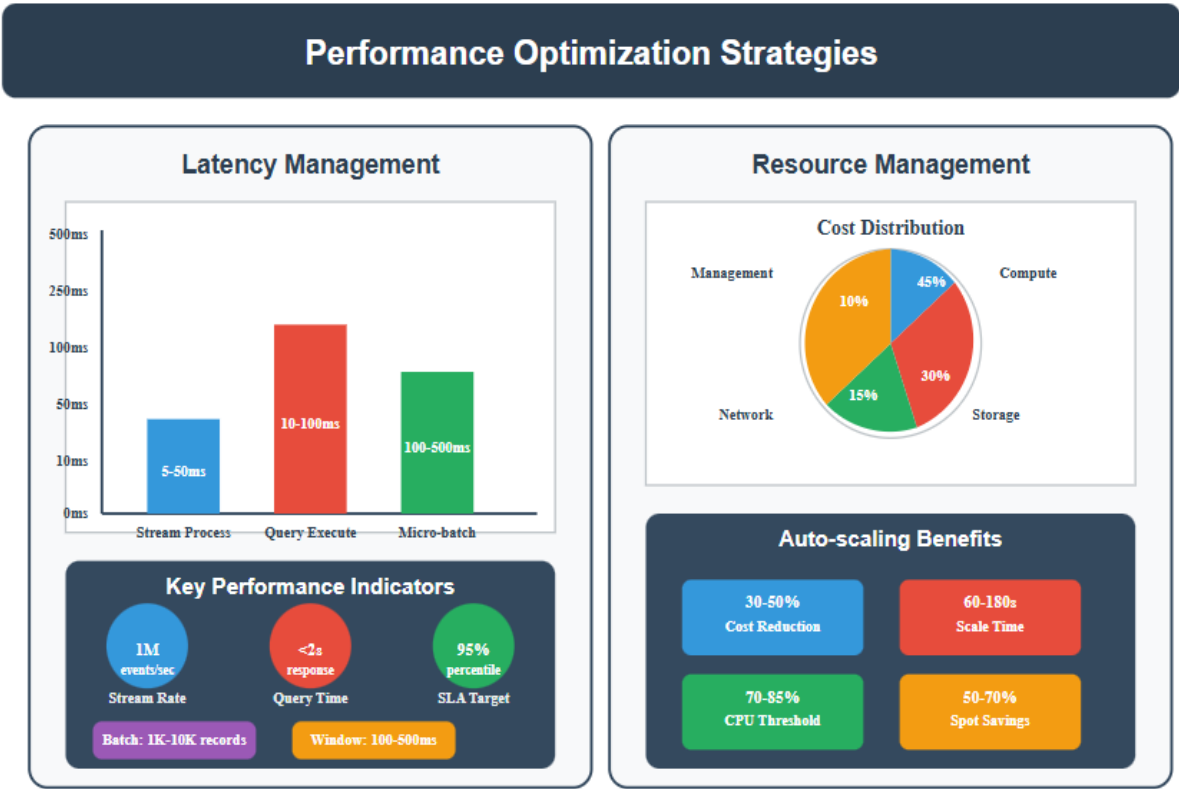 Performance Optimization Strategies
Latency Management
500ms
250ms
100ms
50ms
10ms
0ms
5-50ms
10-100ms
100-500ms
Stream Process
Query Execute
Micro-batch
Key Performance Indicators
1M
events/sec
Stream Rate
<2s
response
Query Time
95%
percentile
SLA Target
Batch: 1K-10K records
Window: 100-500ms
Resource Management
Cost Distribution
Management
Compute
45%
10%
30%
15%
Network
Storage
Auto-scaling Benefits
30-50%
Cost Reduction
60-180s
Scale Time
70-85%
CPU Threshold
50-70%
Spot Savings